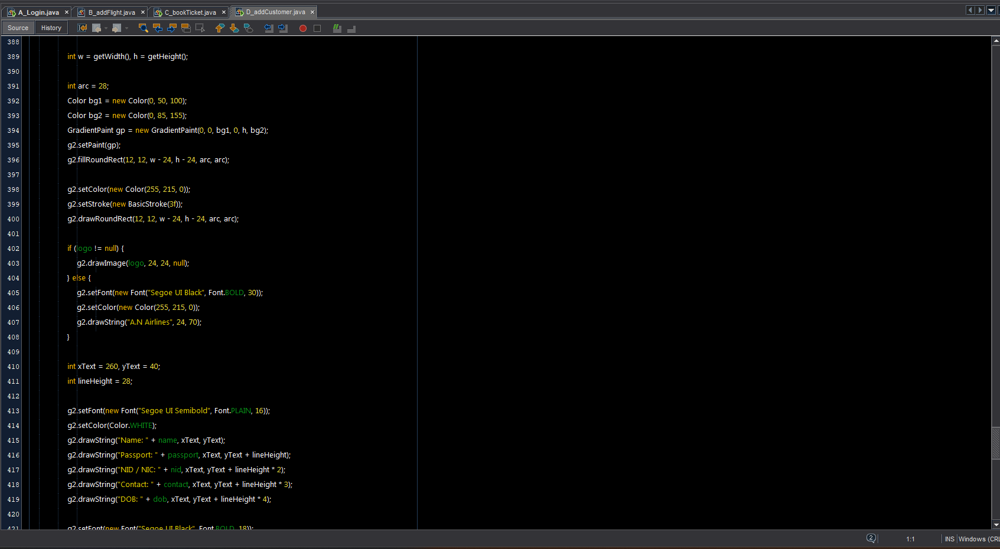 A_Login.java × B_addFlight.java × C_bookTicket.java × D_addCustomer.java ×
Source History
388
389 int w = getWidth(), h = getHeight();
390
391 int arc = 28;
392 Color bg1 = new Color(0, 50, 100);
393 Color bg2 = new Color(0, 85, 155);
394 GradientPaint gp = new GradientPaint(0, 0, bg1, 0, h, bg2);
395 g2.setPaint(gp);
396 g2.fillRoundRect(12, 12, w - 24, h - 24, arc, arc);
397
398 g2.setColor(new Color(255, 215, 0));
399 g2.setStroke(new BasicStroke(3f));
400 g2.drawRoundRect(12, 12, w - 24, h - 24, arc, arc);
401
402 if (logo != null) {
403 g2.drawImage(logo, 24, 24, null);
404 } else {
405 g2.setFont(new Font("Segoe UI Black", Font.BOLD, 30));
406 g2.setColor(new Color(255, 215, 0));
407 g2.drawString("A.N Airlines", 24, 70);
408 }
409
410 int xText = 260, yText = 40;
411 int lineHeight = 28;
412
413 g2.setFont(new Font("Segoe UI Semibold", Font.PLAIN, 16));
414 g2.setColor(Color.WHITE);
415 g2.drawString("Name: " + name, xText, yText);
416 g2.drawString("Passport: " + passport, xText, yText + lineHeight);
417 g2.drawString("NID / NIC: " + nid, xText, yText + lineHeight * 2);
418 g2.drawString("Contact: " + contact, xText, yText + lineHeight * 3);
419 g2.drawString("DOB: " + dob, xText, yText + lineHeight * 4);
420
421 g2.setFont(new Font("Segoe UI Black", Font.BOLD, 18));
2 1:1 INS Windows (CRL